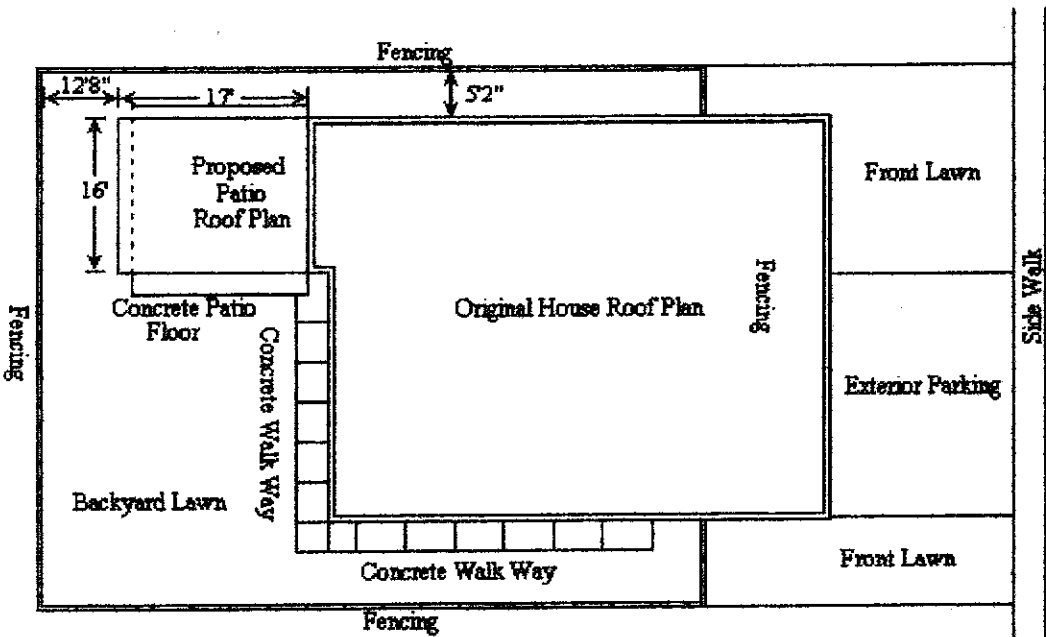 Fencing
12'8"
17'
5'2"
Proposed
Patio
Roof Plan
16'
Front Lawn
Fencing
Side Walk
Original House Roof Plan
Concrete Patio
Floor
Fencing
Concrete Walk Way
Exterior Parking
Backyard Lawn
Front Lawn
Concrete Walk Way
Fencing